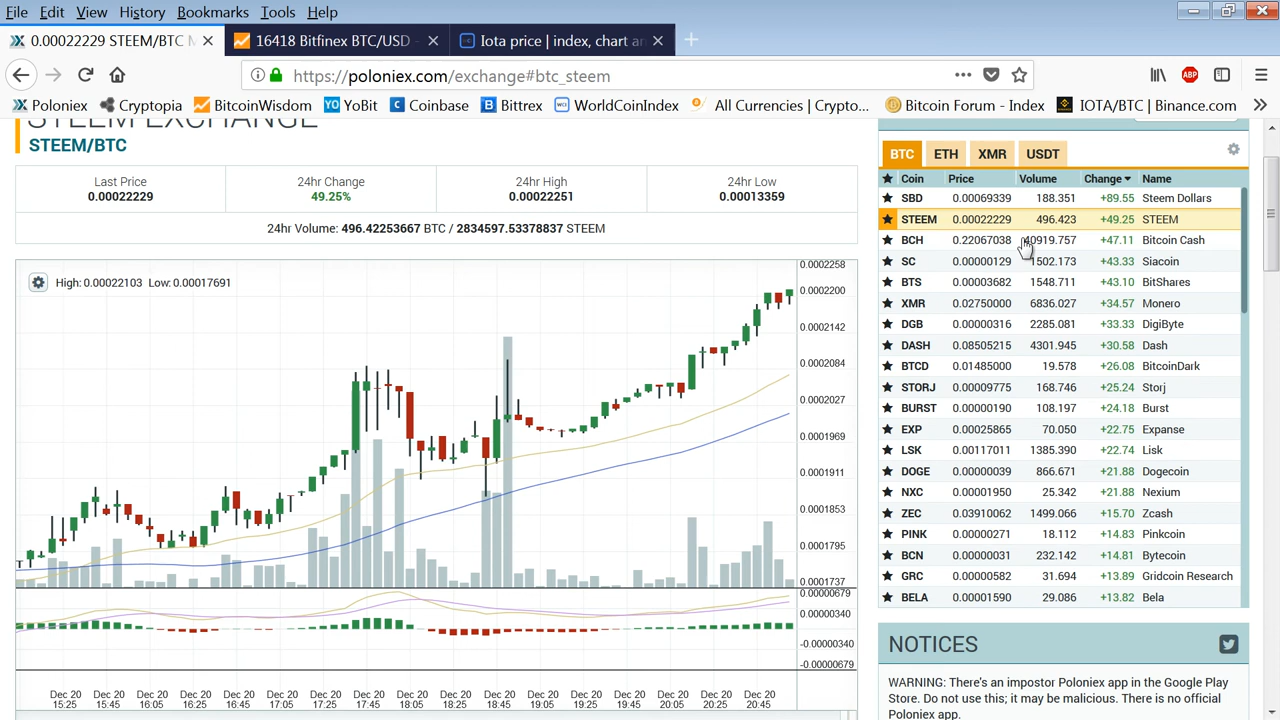 File Edit View History Bookmarks Tools Help
0.00022229 STEEM/BTC M
16418 Bitfinex BTC/USD
Iota price | index, chart an
https://poloniex.com/exchange#btc_steem
ABP
Poloniex Cryptopia BitcoinWisdom YO YoBit Coinbase Bittrex WCI WorldCoinIndex All Currencies | Crypto... Bitcoin Forum - Index IOTA/BTC | Binance.com
STEEM EXCHANGE
STEEM/BTC
Last Price 24hr Change 24hr High 24hr Low
0.00022229 49.25% 0.00022251 0.00013359
24hr Volume: 496.42253667 BTC / 2834597.53378837 STEEM
High: 0.00022103 Low: 0.00017691
0.0002258
0.0002200
0.0002142
0.0002084
0.0002027
0.0001969
0.0001911
0.0001853
0.0001795
0.0001737
0.00000679
0.00000340
-0.00000340
-0.00000679
Dec 20 Dec 20 Dec 20 Dec 20 Dec 20 Dec 20 Dec 20 Dec 20 Dec 20 Dec 20 Dec 20 Dec 20 Dec 20 Dec 20 Dec 20 Dec 20 Dec 20
15:25 15:45 16:05 16:25 16:45 17:05 17:25 17:45 18:05 18:25 18:45 19:05 19:25 19:45 20:05 20:25 20:45
BTC ETH XMR USDT
Coin Price Volume Change Name
SBD 0.00069339 188.351 +89.55 Steem Dollars
STEEM 0.00022229 496.423 +49.25 STEEM
BCH 0.22067038 40919.757 +47.11 Bitcoin Cash
SC 0.00000129 1502.173 +43.33 Siacoin
BTS 0.00003682 1548.711 +43.10 BitShares
XMR 0.02750000 6836.027 +34.57 Monero
DGB 0.00000316 2285.081 +33.33 DigiByte
DASH 0.08505215 4301.945 +30.58 Dash
BTCD 0.01485000 19.578 +26.08 BitcoinDark
STORJ 0.00009775 168.746 +25.24 Storj
BURST 0.00000190 108.197 +24.18 Burst
EXP 0.00025865 70.050 +22.75 Expanse
LSK 0.00117011 1385.390 +22.74 Lisk
DOGE 0.00000039 866.671 +21.88 Dogecoin
NXC 0.00001950 25.342 +21.88 Nexium
ZEC 0.03910062 1499.066 +15.70 Zcash
PINK 0.00000271 18.112 +14.83 Pinkcoin
BCN 0.00000031 232.142 +14.81 Bytecoin
GRC 0.00000582 31.694 +13.89 Gridcoin Research
BELA 0.00001590 29.086 +13.82 Bela
NOTICES
WARNING: There's an impostor Poloniex app in the Google Play
Store. Do not use this; it may be malicious. There is no official
Poloniex app.